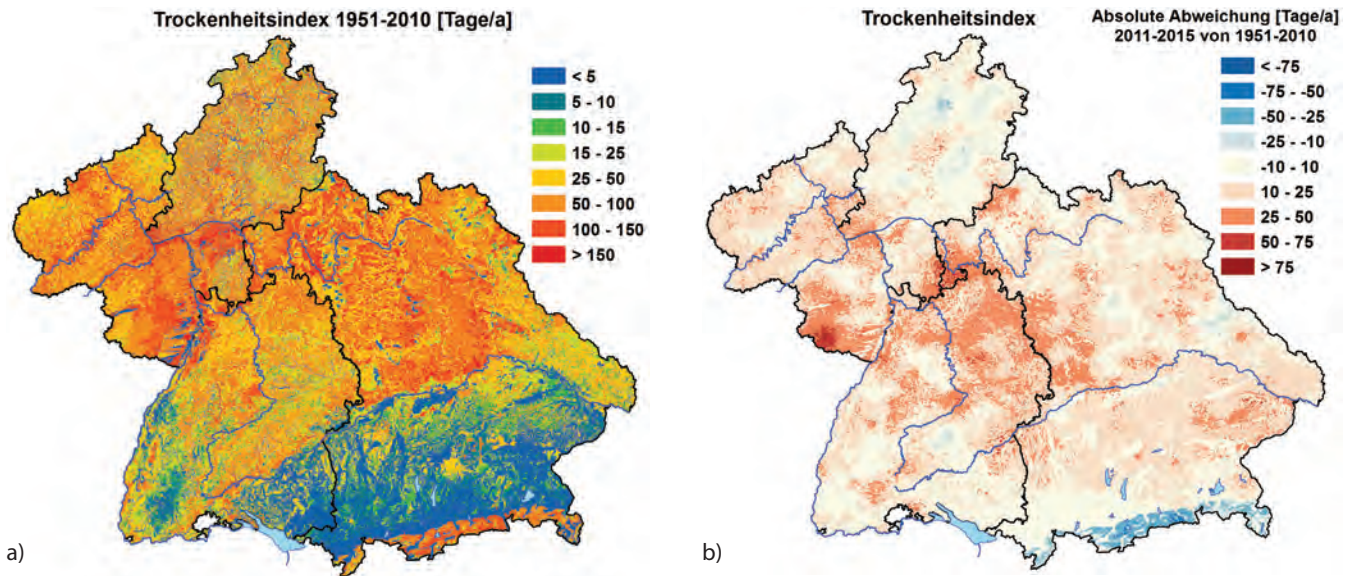 Trockenheitsindex 1951-2010 [Tage/a]
< 5
5 - 10
10 - 15
15 - 25
25 - 50
50 - 100
100 - 150
> 150
a)
Trockenheitsindex
Absolute Abweichung [Tage/a]
2011-2015 von 1951-2010
< -75
-75 - -50
-50 - -25
-25 - -10
-10 - 10
10 - 25
25 - 50
50 - 75
> 75
b)